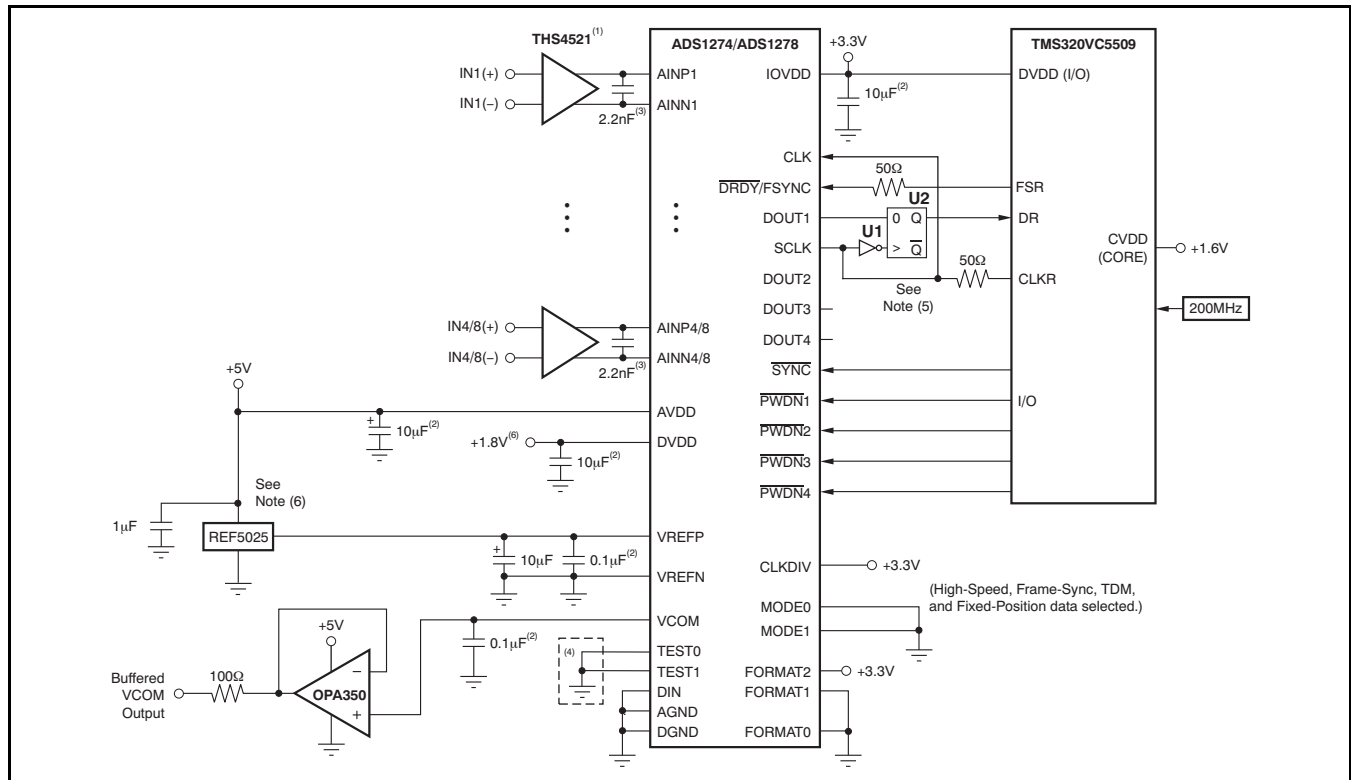 THS4521(1)
IN1(+)
IN1(−)
2.2nF(3)
IN4/8(+)
IN4/8(−)
2.2nF(3)
+5V
10μF(2)
+
+1.8V(6)
10μF(2)
See
Note (6)
1μF
REF5025
+
10μF
0.1μF(2)
+5V
0.1μF(2)
(4)
Buffered
VCOM
Output
100Ω
OPA350
−
+
ADS1274/ADS1278
AINP1
AINN1
AINP4/8
AINN4/8
AVDD
DVDD
VREFP
VREFN
VCOM
TEST0
TEST1
DIN
AGND
DGND
IOVDD
CLK
DRDY/FSYNC
DOUT1
SCLK
DOUT2
DOUT3
DOUT4
SYNC
PWDN1
PWDN2
PWDN3
PWDN4
CLKDIV
MODE0
MODE1
FORMAT2
FORMAT1
FORMAT0
+3.3V
10μF(2)
50Ω
U2
0 Q
U1
> Q
50Ω
See
Note (5)
+3.3V
(High-Speed, Frame-Sync, TDM,
and Fixed-Position data selected.)
+3.3V
TMS320VC5509
DVDD (I/O)
FSR
DR
CVDD
(CORE)
+1.6V
CLKR
200MHz
I/O